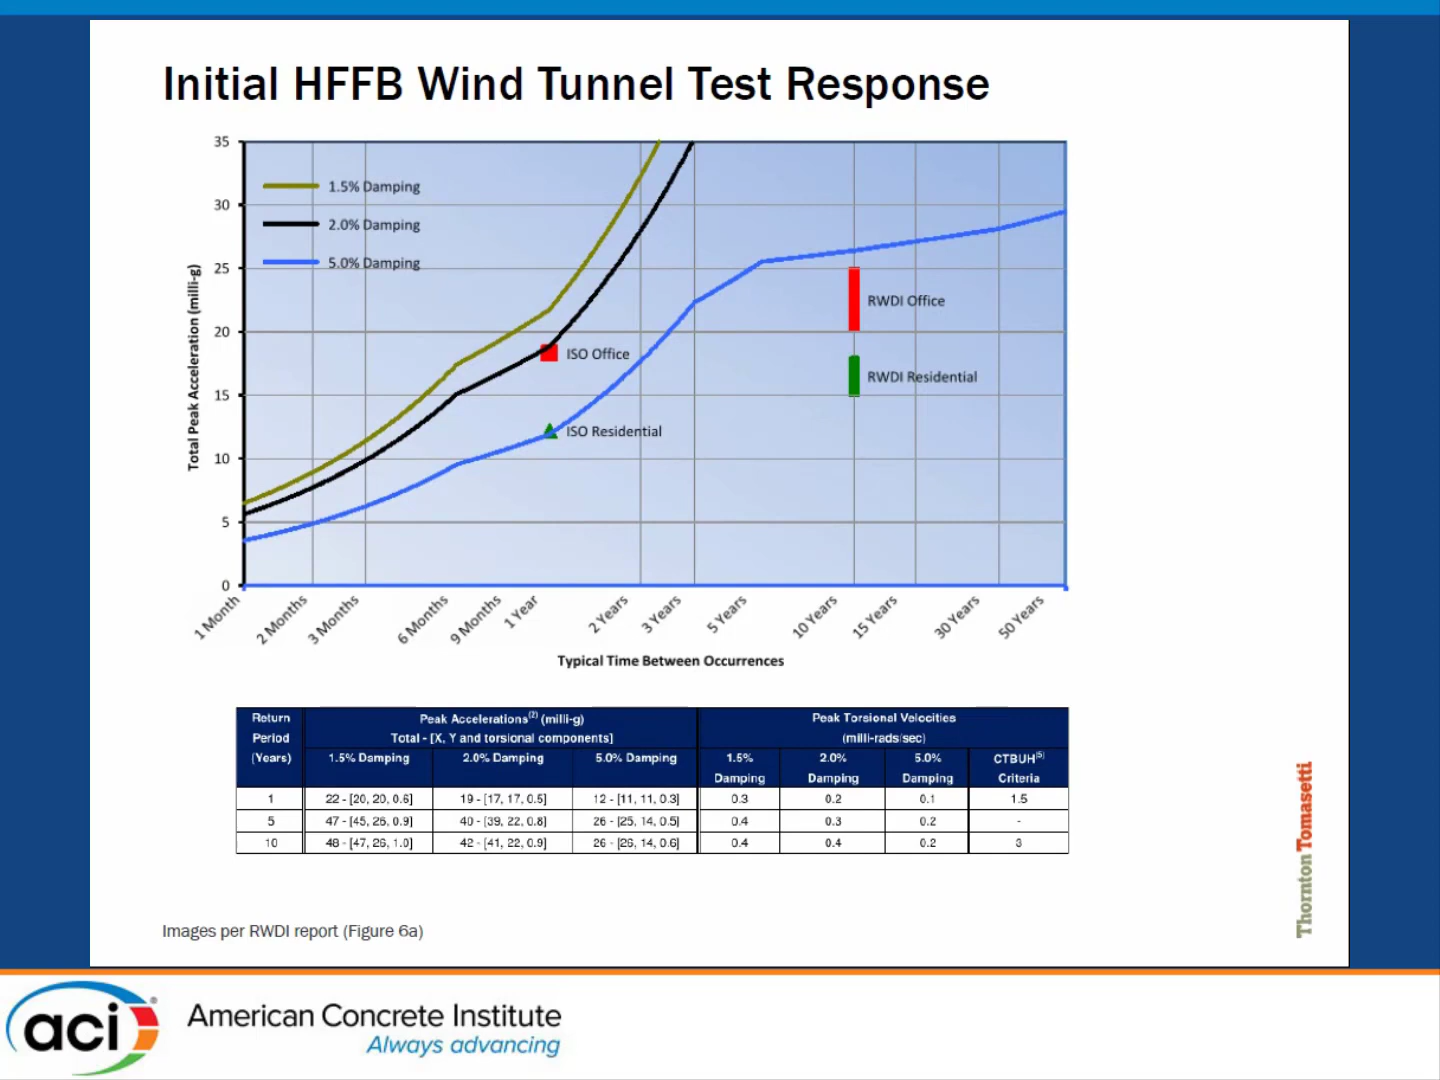 Initial HFFB Wind Tunnel Test Response
35
30
25
20
15
10
5
0
Total Peak Acceleration (milli-g)
1.5% Damping
2.0% Damping
5.0% Damping
RWDI Office
ISO Office
RWDI Residential
ISO Residential
1 Month
2 Months
3 Months
6 Months
9 Months
1 Year
2 Years
3 Years
5 Years
10 Years
15 Years
30 Years
50 Years
Typical Time Between Occurrences
Return Period (Years)
Peak Accelerations(2) (milli-g)
Total - [X, Y and torsional components]
Peak Torsional Velocities
(milli-rads/sec)
1.5% Damping 2.0% Damping 5.0% Damping 1.5% Damping 2.0% Damping 5.0% Damping CTBUH(5) Criteria
1 22 - [20, 20, 0.6] 19 - [17, 17, 0.5] 12 - [11, 11, 0.3] 0.3 0.2 0.1 1.5
5 47 - [45, 26, 0.9] 40 - [39, 22, 0.8] 26 - [25, 14, 0.5] 0.4 0.3 0.2 -
10 48 - [47, 26, 1.0] 42 - [41, 22, 0.9] 26 - [26, 14, 0.6] 0.4 0.4 0.2 3
Thornton Tomasetti
Images per RWDI report (Figure 6a)
aci®
American Concrete Institute
Always advancing